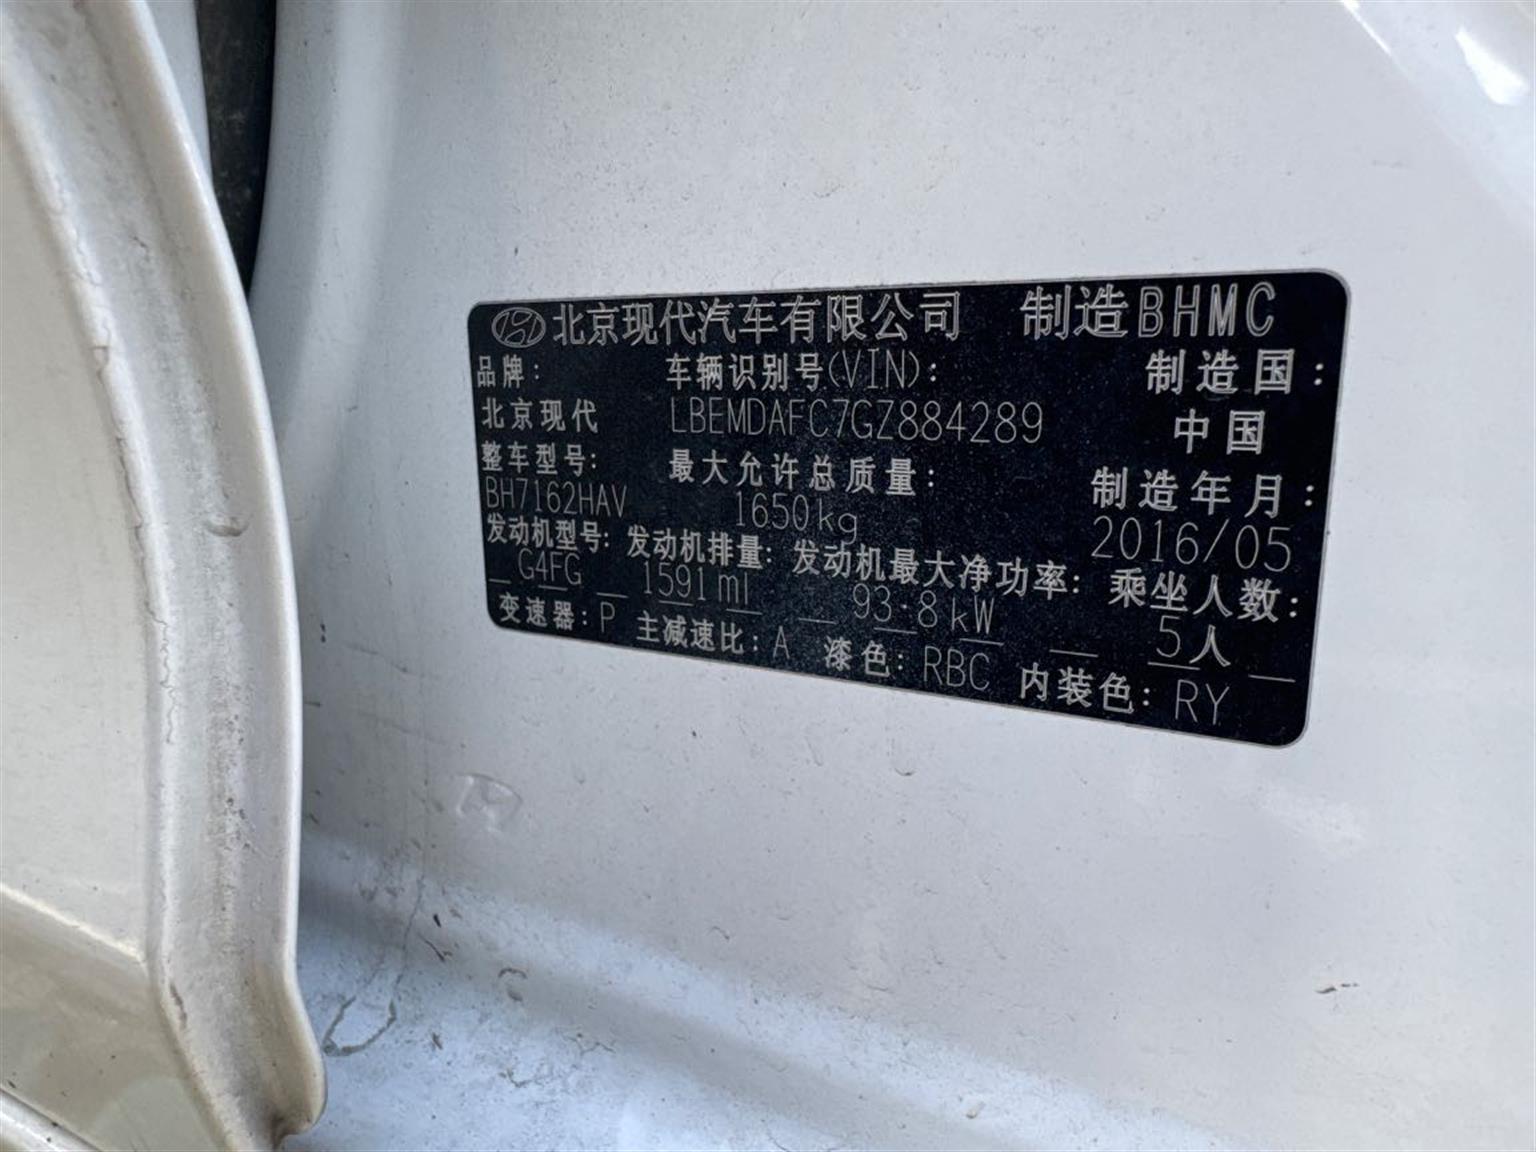 北京现代汽车有限公司 制造BHMC
品牌: 车辆识别号(VIN): 制造国:
北京现代 LBEMDAFC7GZ884289 中国
整车型号: 最大允许总质量: 制造年月:
BH7162HAV 1650kg 2016/05
发动机型号: 发动机排量: 发动机最大净功率: 乘坐人数:
G4FG 1591ml 93.8kW 5人
变速器:P 主减速比:A 漆色:RBC 内装色:RY